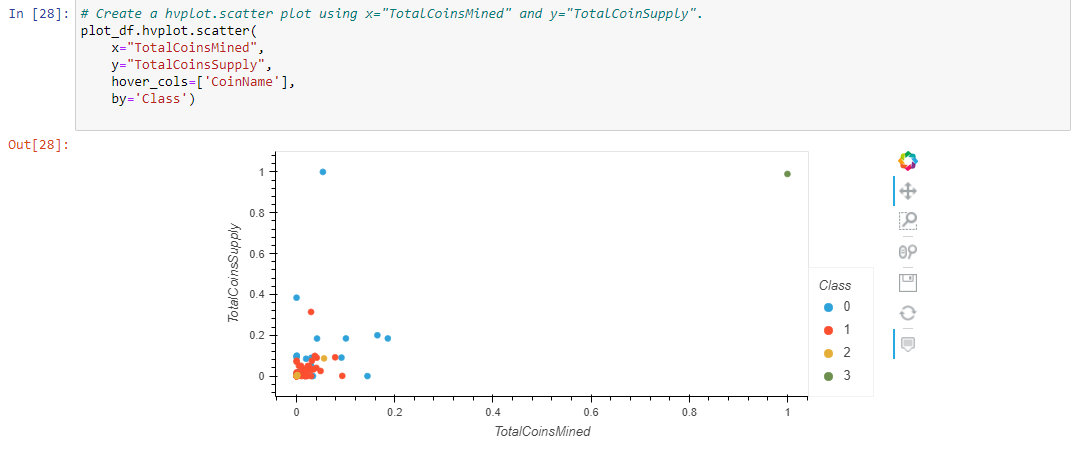 In [28]: # Create a hvplot.scatter plot using x="TotalCoinsMined" and y="TotalCoinSupply".
plot_df.hvplot.scatter(
x="TotalCoinsMined",
y="TotalCoinsSupply",
hover_cols=['CoinName'],
by='Class')
Out[28]:
TotalCoinsSupply
1
0.8
0.6
0.4
0.2
0
0 0.2 0.4 0.6 0.8 1
TotalCoinsMined
Class
0
1
2
3